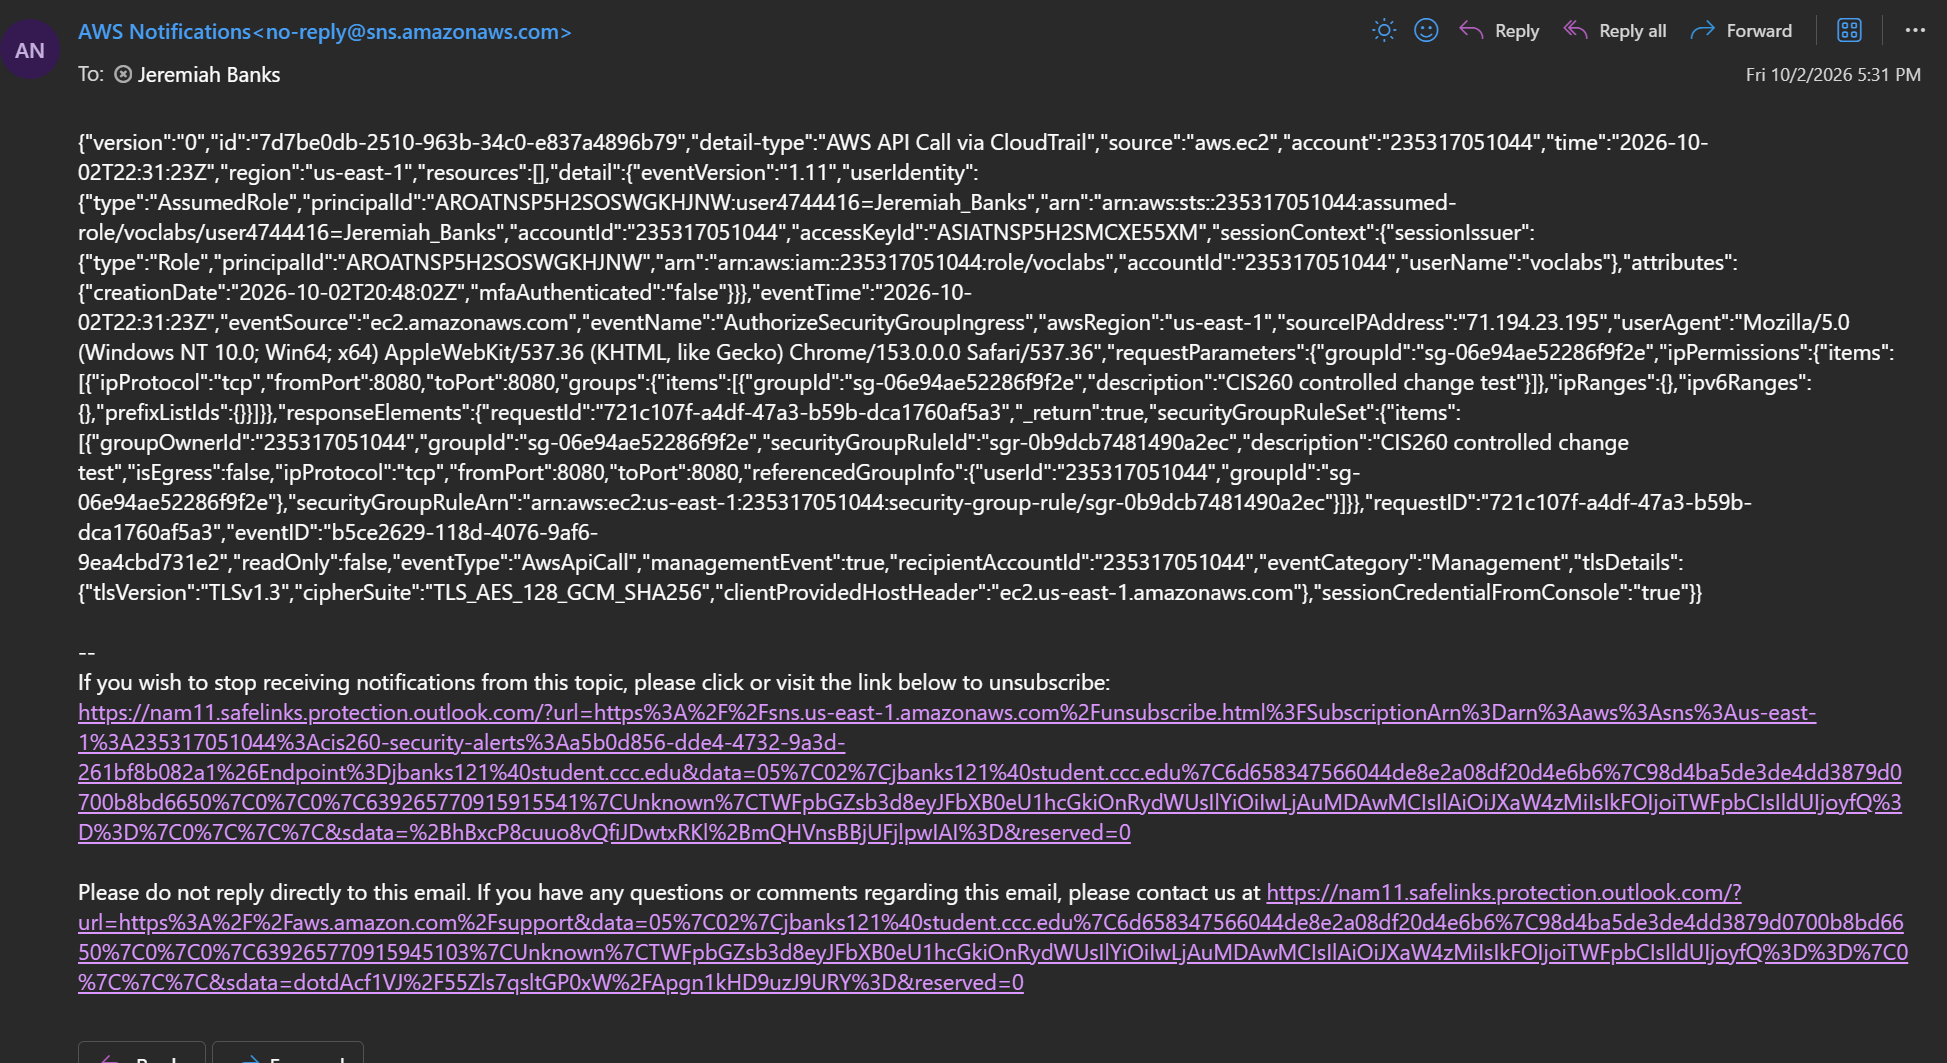 AN
AWS Notifications<no-reply@sns.amazonaws.com>
Reply
Reply all
Forward
To: Jeremiah Banks
Fri 10/2/2026 5:31 PM
{"version":"0","id":"7d7be0db-2510-963b-34c0-e837a4896b79","detail-type":"AWS API Call via CloudTrail","source":"aws.ec2","account":"235317051044","time":"2026-10-
02T22:31:23Z","region":"us-east-1","resources":[],"detail":{"eventVersion":"1.11","userIdentity":
{"type":"AssumedRole","principalId":"AROATNSP5H2SOSWGKHJNW:user4744416=Jeremiah_Banks","arn":"arn:aws:sts::235317051044:assumed-
role/voclabs/user4744416=Jeremiah_Banks","accountId":"235317051044","accessKeyId":"ASIATNSP5H2SMCXE55XM","sessionContext":{"sessionIssuer":
{"type":"Role","principalId":"AROATNSP5H2SOSWGKHJNW","arn":"arn:aws:iam::235317051044:role/voclabs","accountId":"235317051044","userName":"voclabs"},"attributes":
{"creationDate":"2026-10-02T20:48:02Z","mfaAuthenticated":"false"}}},"eventTime":"2026-10-
02T22:31:23Z","eventSource":"ec2.amazonaws.com","eventName":"AuthorizeSecurityGroupIngress","awsRegion":"us-east-1","sourceIPAddress":"71.194.23.195","userAgent":"Mozilla/5.0
(Windows NT 10.0; Win64; x64) AppleWebKit/537.36 (KHTML, like Gecko) Chrome/153.0.0.0 Safari/537.36","requestParameters":{"groupId":"sg-06e94ae52286f9f2e","ipPermissions":{"items":
[{"ipProtocol":"tcp","fromPort":8080,"toPort":8080,"groups":{"items":[{"groupId":"sg-06e94ae52286f9f2e","description":"CIS260 controlled change test"}]},"ipRanges":{},"ipv6Ranges":
{},"prefixListIds":{}}]}},"responseElements":{"requestId":"721c107f-a4df-47a3-b59b-dca1760af5a3","_return":true,"securityGroupRuleSet":{"items":
[{"groupOwnerId":"235317051044","groupId":"sg-06e94ae52286f9f2e","securityGroupRuleId":"sgr-0b9dcb7481490a2ec","description":"CIS260 controlled change
test","isEgress":false,"ipProtocol":"tcp","fromPort":8080,"toPort":8080,"referencedGroupInfo":{"userId":"235317051044","groupId":"sg-
06e94ae52286f9f2e"},"securityGroupRuleArn":"arn:aws:ec2:us-east-1:235317051044:security-group-rule/sgr-0b9dcb7481490a2ec"}]}},"requestID":"721c107f-a4df-47a3-b59b-
dca1760af5a3","eventID":"b5ce2629-118d-4076-9af6-
9ea4cbd731e2","readOnly":false,"eventType":"AwsApiCall","managementEvent":true,"recipientAccountId":"235317051044","eventCategory":"Management","tlsDetails":
{"tlsVersion":"TLSv1.3","cipherSuite":"TLS_AES_128_GCM_SHA256","clientProvidedHostHeader":"ec2.us-east-1.amazonaws.com"},"sessionCredentialFromConsole":"true"}}
--
If you wish to stop receiving notifications from this topic, please click or visit the link below to unsubscribe:
https://nam11.safelinks.protection.outlook.com/?url=https%3A%2F%2Fsns.us-east-1.amazonaws.com%2Funsubscribe.html%3FSubscriptionArn%3Darn%3Aaws%3Asns%3Aus-east-
1%3A235317051044%3Acis260-security-alerts%3Aa5b0d856-dde4-4732-9a3d-
261bf8b082a1%26Endpoint%3Djbanks121%40student.ccc.edu&data=05%7C02%7Cjbanks121%40student.ccc.edu%7C6d658347566044de8e2a08df20d4e6b6%7C98d4ba5de3de4dd3879d0
700b8bd6650%7C0%7C0%7C639265770915915541%7CUnknown%7CTWFpbGZsb3d8eyJFbXB0eU1hcGkiOnRydWUsIlYiOiIwLjAuMDAwMCIsIlAiOiJXaW4zMiIsIkFOIjoiTWFpbCIsIldUIjoyfQ%3
D%3D%7C0%7C%7C%7C&sdata=%2BhBxcP8cuuo8vQfiJDwtxRKl%2BmQHVnsBBjUFjlpwIAI%3D&reserved=0
Please do not reply directly to this email. If you have any questions or comments regarding this email, please contact us at https://nam11.safelinks.protection.outlook.com/?
url=https%3A%2F%2Faws.amazon.com%2Fsupport&data=05%7C02%7Cjbanks121%40student.ccc.edu%7C6d658347566044de8e2a08df20d4e6b6%7C98d4ba5de3de4dd3879d0700b8bd66
50%7C0%7C0%7C639265770915945103%7CUnknown%7CTWFpbGZsb3d8eyJFbXB0eU1hcGkiOnRydWUsIlYiOiIwLjAuMDAwMCIsIlAiOiJXaW4zMiIsIkFOIjoiTWFpbCIsIldUIjoyfQ%3D%3D%7C0
%7C%7C%7C&sdata=dotdAcf1VJ%2F55Zls7qsltGP0xW%2FApgn1kHD9uzJ9URY%3D&reserved=0